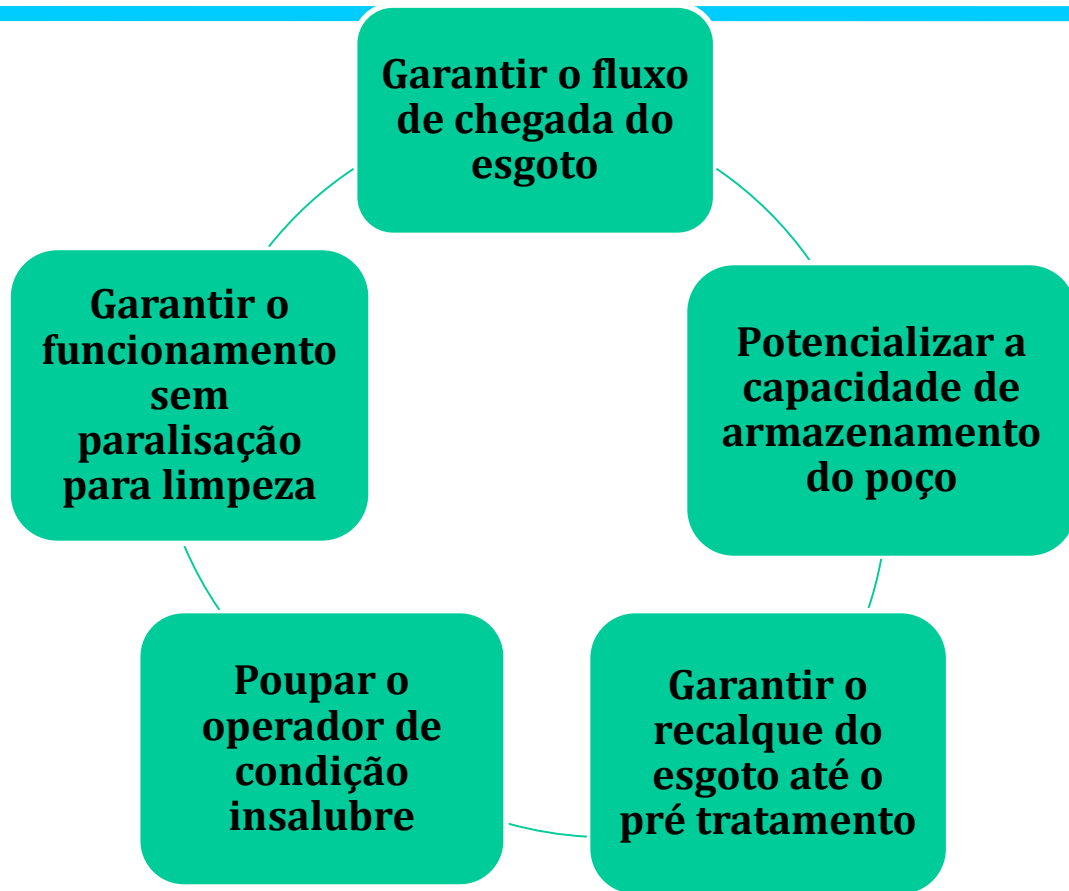 Garantir o fluxo
de chegada do
esgoto
Potencializar a
capacidade de
armazenamento
do poço
Garantir o
recalque do
esgoto até o
pré tratamento
Poupar o
operador de
condição
insalubre
Garantir o
funcionamento
sem
paralisação
para limpeza